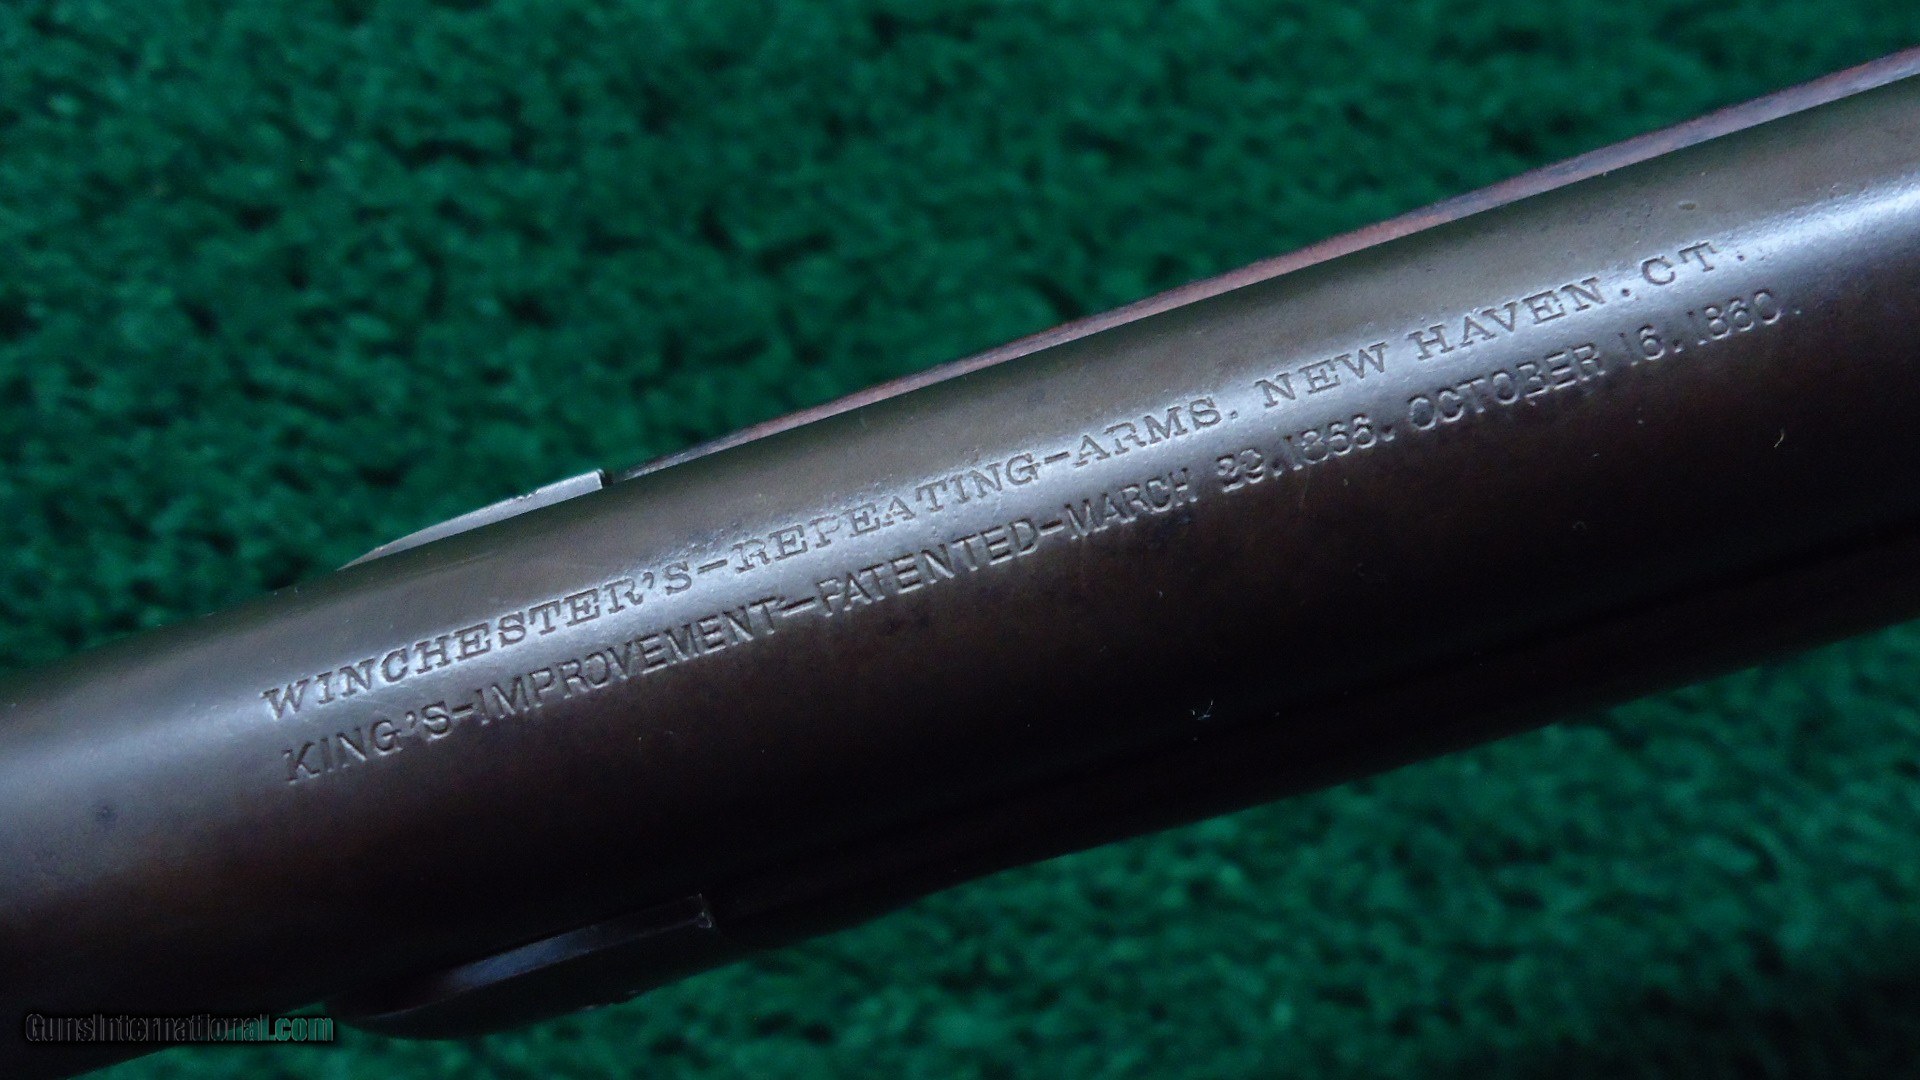 WINCHESTER'S-REPEATING-ARMS. NEW HAVEN. CT.
KING'S-IMPROVEMENT-PATENTED-MARCH 29. 1866. OCTOBER 16. 1860.
GunsInternational.com